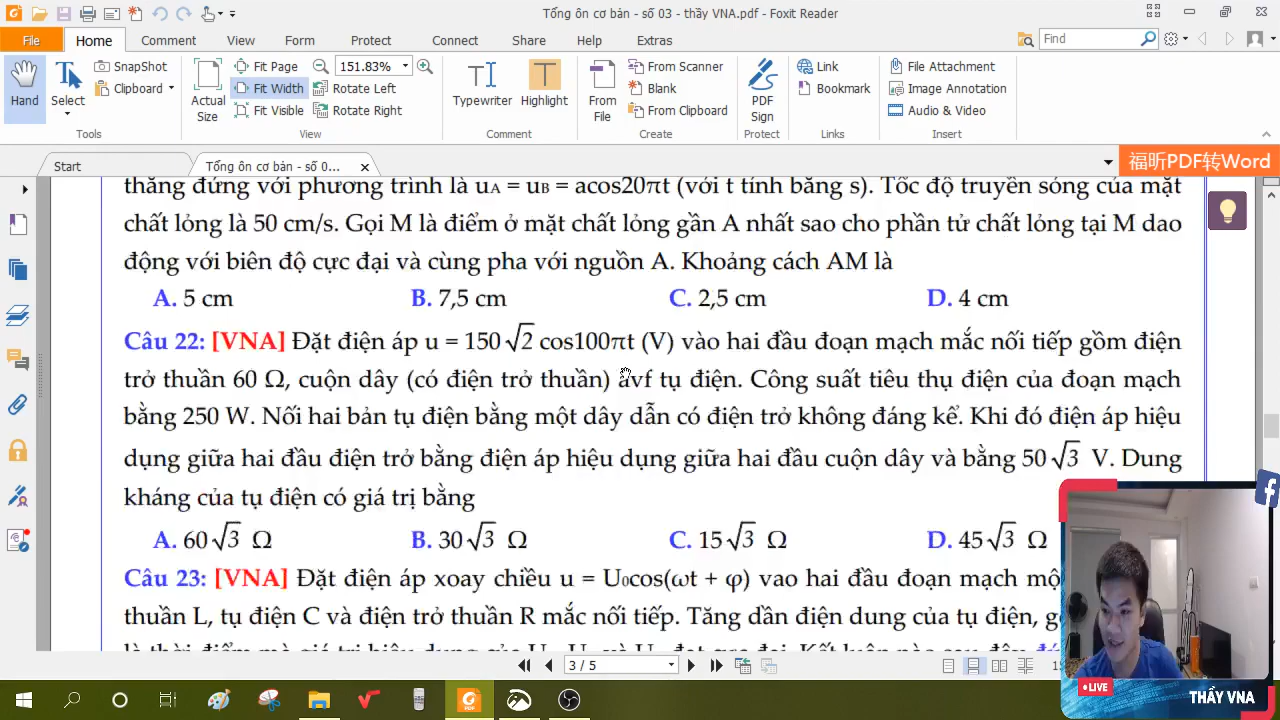 Tổng ôn cơ bản - số 03 - thầy VNA.pdf - Foxit Reader
File Home Comment View Form Protect Connect Share Help Extras Find
Hand
Select
SnapShot
Clipboard
Actual Size
Fit Page
Fit Width
Fit Visible
151.83%
Rotate Left
Rotate Right
Typewriter
Highlight
From File
From Scanner
Blank
From Clipboard
PDF Sign
Link
Bookmark
File Attachment
Image Annotation
Audio & Video
Tools View Comment Create Protect Links Insert
Start Tổng ôn cơ bản - số 0... 福昕PDF转Word
thẳng đứng với phương trình là uA = uB = acos20πt (với t tính bằng s). Tốc độ truyền sóng của mặt
chất lỏng là 50 cm/s. Gọi M là điểm ở mặt chất lỏng gần A nhất sao cho phần tử chất lỏng tại M dao
động với biên độ cực đại và cùng pha với nguồn A. Khoảng cách AM là
A. 5 cm B. 7,5 cm C. 2,5 cm D. 4 cm
Câu 22: [VNA] Đặt điện áp u = 150√2 cos100πt (V) vào hai đầu đoạn mạch mắc nối tiếp gồm điện
trở thuần 60 Ω, cuộn dây (có điện trở thuần) avf tụ điện. Công suất tiêu thụ điện của đoạn mạch
bằng 250 W. Nối hai bản tụ điện bằng một dây dẫn có điện trở không đáng kể. Khi đó điện áp hiệu
dụng giữa hai đầu điện trở bằng điện áp hiệu dụng giữa hai đầu cuộn dây và bằng 50√3 V. Dung
kháng của tụ điện có giá trị bằng
A. 60√3 Ω B. 30√3 Ω C. 15√3 Ω D. 45√3 Ω
Câu 23: [VNA] Đặt điện áp xoay chiều u = U0cos(ωt + φ) vao hai đầu đoạn mạch
thuần L, tụ điện C và điện trở thuần R mắc nối tiếp. Tăng dần điện dung của tụ điện,
3 / 5
LIVE
THẦY VNA